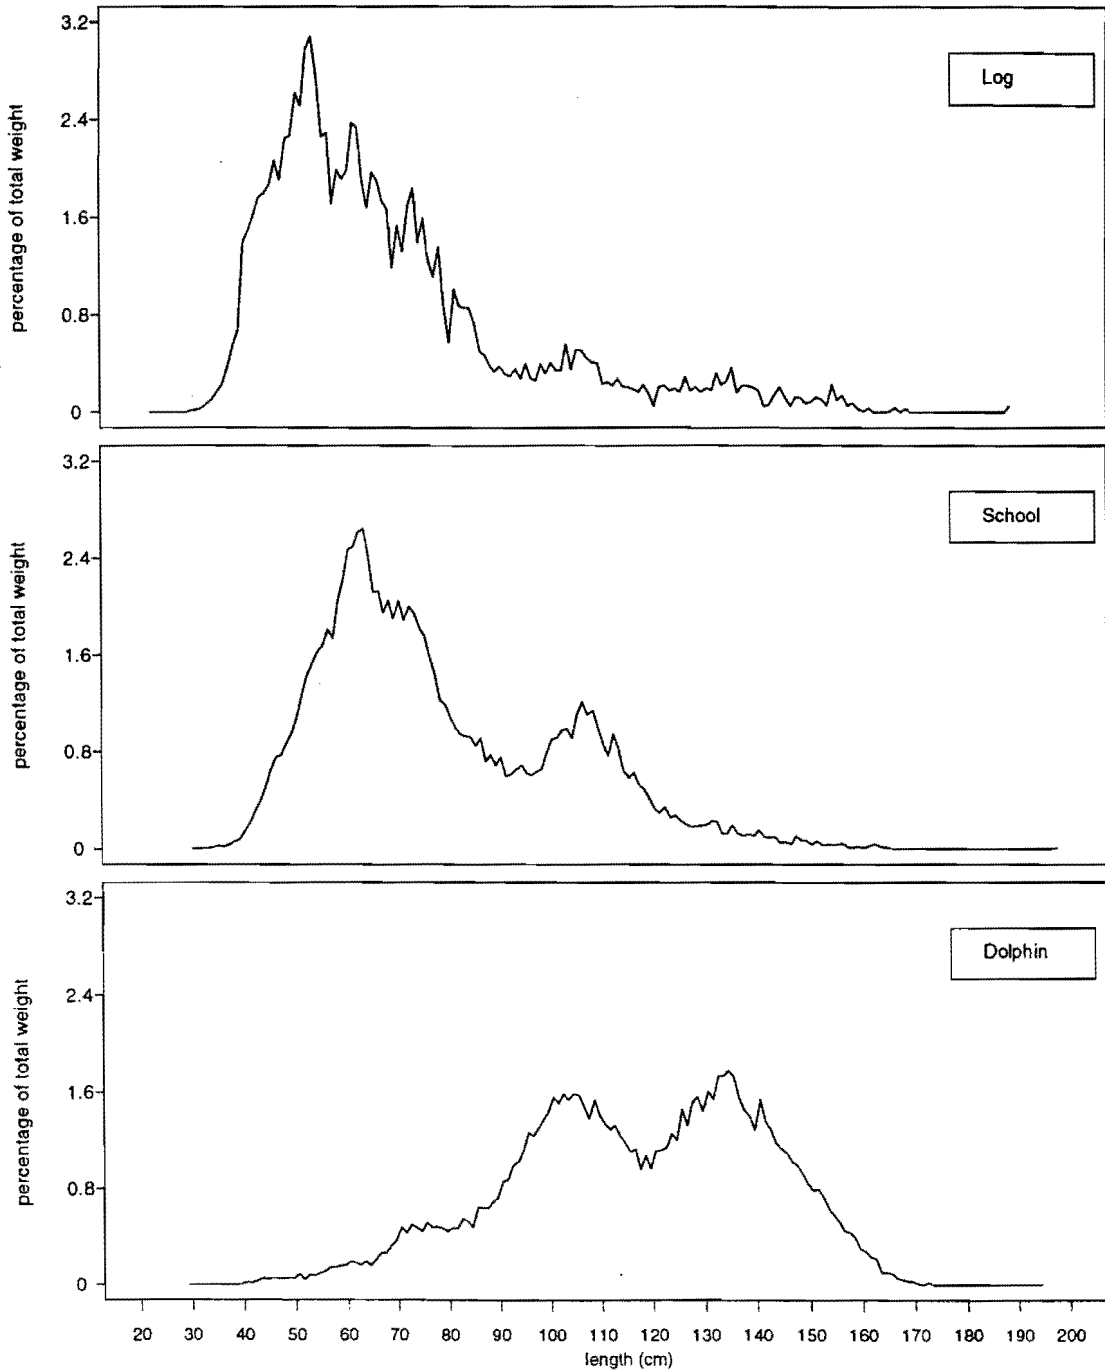 3.2
2.4
1.6
0.8
0
percentage of total weight
Log
3.2
2.4
1.6
0.8
0
percentage of total weight
School
3.2
2.4
1.6
0.8
0
percentage of total weight
Dolphin
20 30 40 50 60 70 80 90 100 110 120 130 140 150 160 170 180 190 200
length (cm)